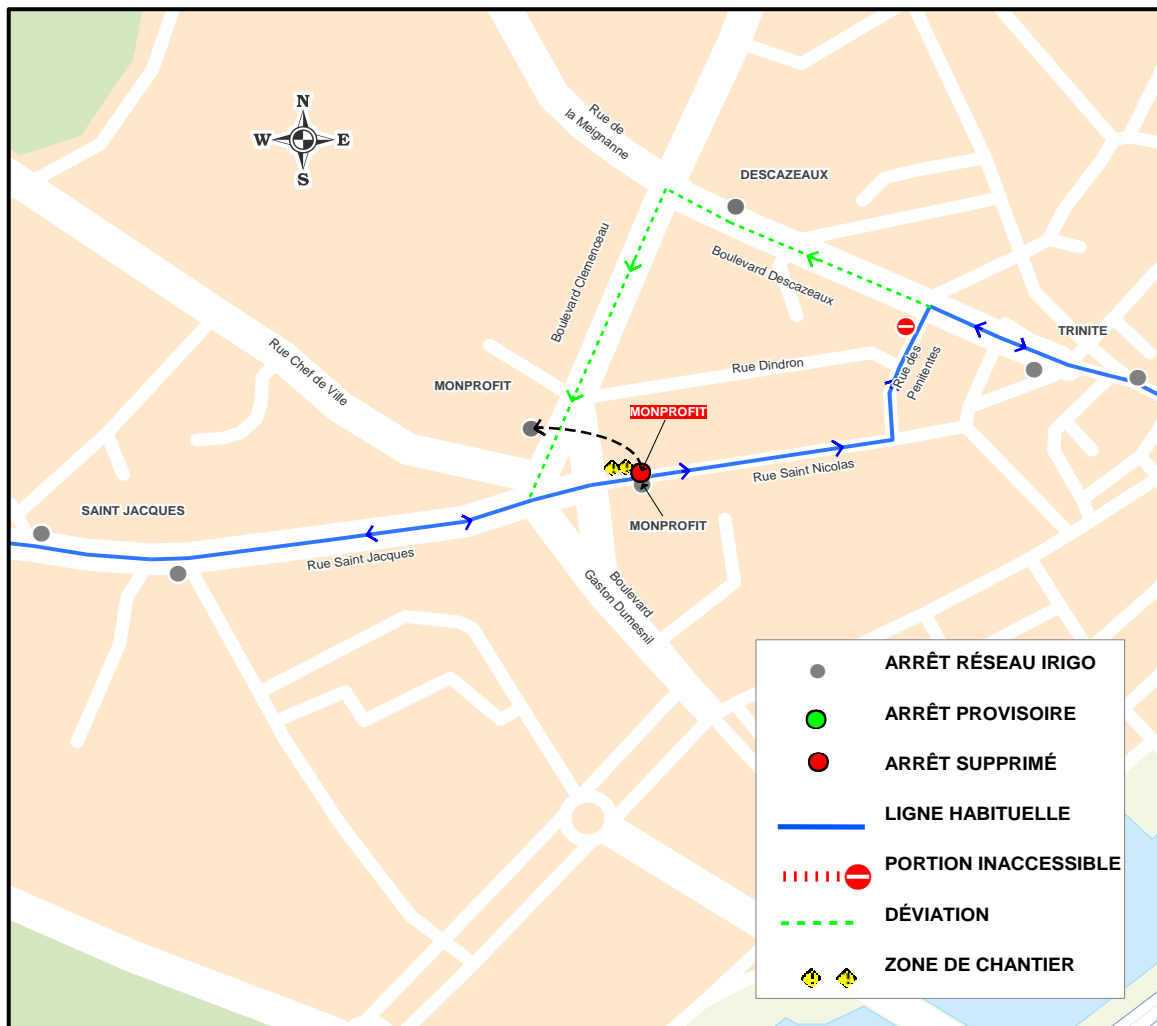 N
W E
S
Rue de
la Meignanne
DESCAZEAUX
Boulevard Clemenceau
Boulevard Descazeaux
TRINITE
Rue Chef de Ville
Rue Dindron
Rue des
Penitentes
MONPROFIT
MONPROFIT
Rue Saint Nicolas
SAINT JACQUES
MONPROFIT
Rue Saint Jacques
Boulevard
Gaston Dumesnil
ARRÊT RÉSEAU IRIGO
ARRÊT PROVISOIRE
ARRÊT SUPPRIMÉ
LIGNE HABITUELLE
PORTION INACCESSIBLE
DÉVIATION
ZONE DE CHANTIER